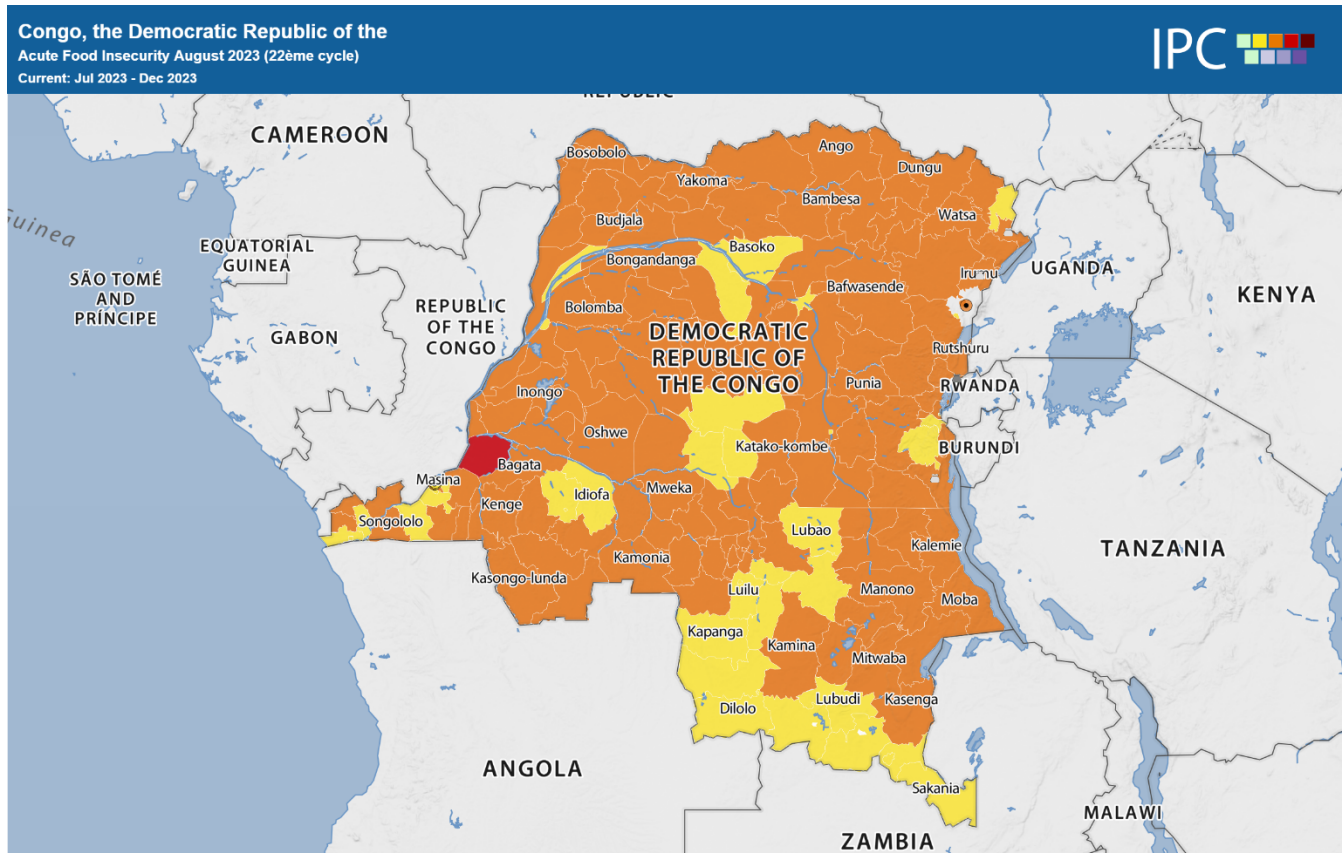 Congo, the Democratic Republic of the
Acute Food Insecurity August 2023 (22ème cycle)
Current: Jul 2023 - Dec 2023
IPC
REPUBLIC
CAMEROON
Bosobolo
Ango
Dungu
Yakoma
Bambesa
Watsa
Budjala
Guinea
EQUATORIAL
GUINEA
Basoko
Bongandanga
Irumu
UGANDA
SÃO TOMÉ
AND
PRÍNCIPE
Bafwasende
KENYA
REPUBLIC
OF THE
CONGO
Bolomba
GABON
DEMOCRATIC
REPUBLIC OF
THE CONGO
Rutshuru
Inongo
Punia
RWANDA
Oshwe
Katako-kombe
BURUNDI
Bagata
Masina
Idiofa
Mweka
Kenge
Songololo
Lubao
Kalemie
TANZANIA
Kamonia
Kasongo-lunda
Luilu
Manono
Moba
Kapanga
Kamina
Mitwaba
Dilolo
Lubudi
Kasenga
ANGOLA
Sakania
MALAWI
ZAMBIA